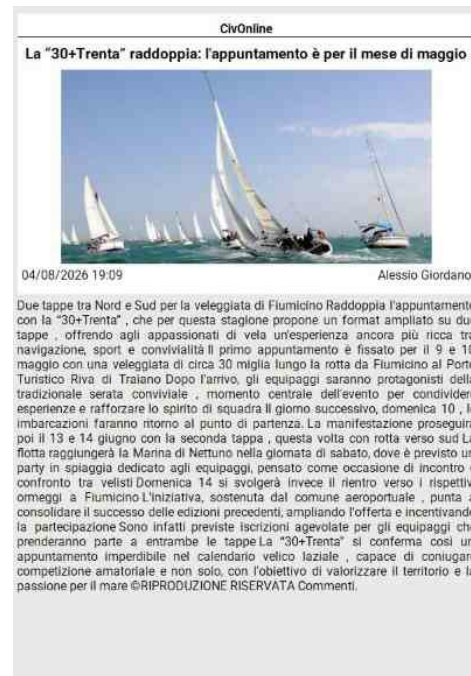 CivOnline
La “30+Trenta” raddoppia: l'appuntamento è per il mese di maggio
04/08/2026 19:09
Alessio Giordano
Due tappe tra Nord e Sud per la veleggiata di Fiumicino Raddoppia l'appuntamento
con la “30+Trenta” , che per questa stagione propone un format ampliato su du
tappe , offrendo agli appassionati di vela un'esperienza ancora più ricca tra
navigazione, sport e convivialità Il primo appuntamento è fissato per il 9 e 10
maggio con una veleggiata di circa 30 miglia lungo la rotta da Fiumicino al Porto
Turistico Riva di Traiano Dopo l'arrivo, gli equipaggi saranno protagonisti della
tradizionale serata conviviale , momento centrale dell'evento per condivider
esperienze e rafforzare lo spirito di squadra Il giorno successivo, domenica 10 , l
imbarcazioni faranno ritorno al punto di partenza. La manifestazione proseguirà
poi il 13 e 14 giugno con la seconda tappa , questa volta con rotta verso sud La
flotta raggiungerà la Marina di Nettuno nella giornata di sabato, dove è previsto un
party in spiaggia dedicato agli equipaggi, pensato come occasione di incontro e
confronto tra velisti Domenica 14 si svolgerà invece il rientro verso i rispettivi
ormeggi a Fiumicino L'iniziativa, sostenuta dal comune aeroportuale , punta a
consolidare il successo delle edizioni precedenti, ampliando l'offerta e incentivando
la partecipazione Sono infatti previste iscrizioni agevolate per gli equipaggi che
prenderanno parte a entrambe le tappe La “30+Trenta” si conferma così un
appuntamento imperdibile nel calendario velico laziale , capace di coniugare
competizione amatoriale e non solo, con l'obiettivo di valorizzare il territorio e la
passione per il mare ©RIPRODUZIONE RISERVATA Commenti.